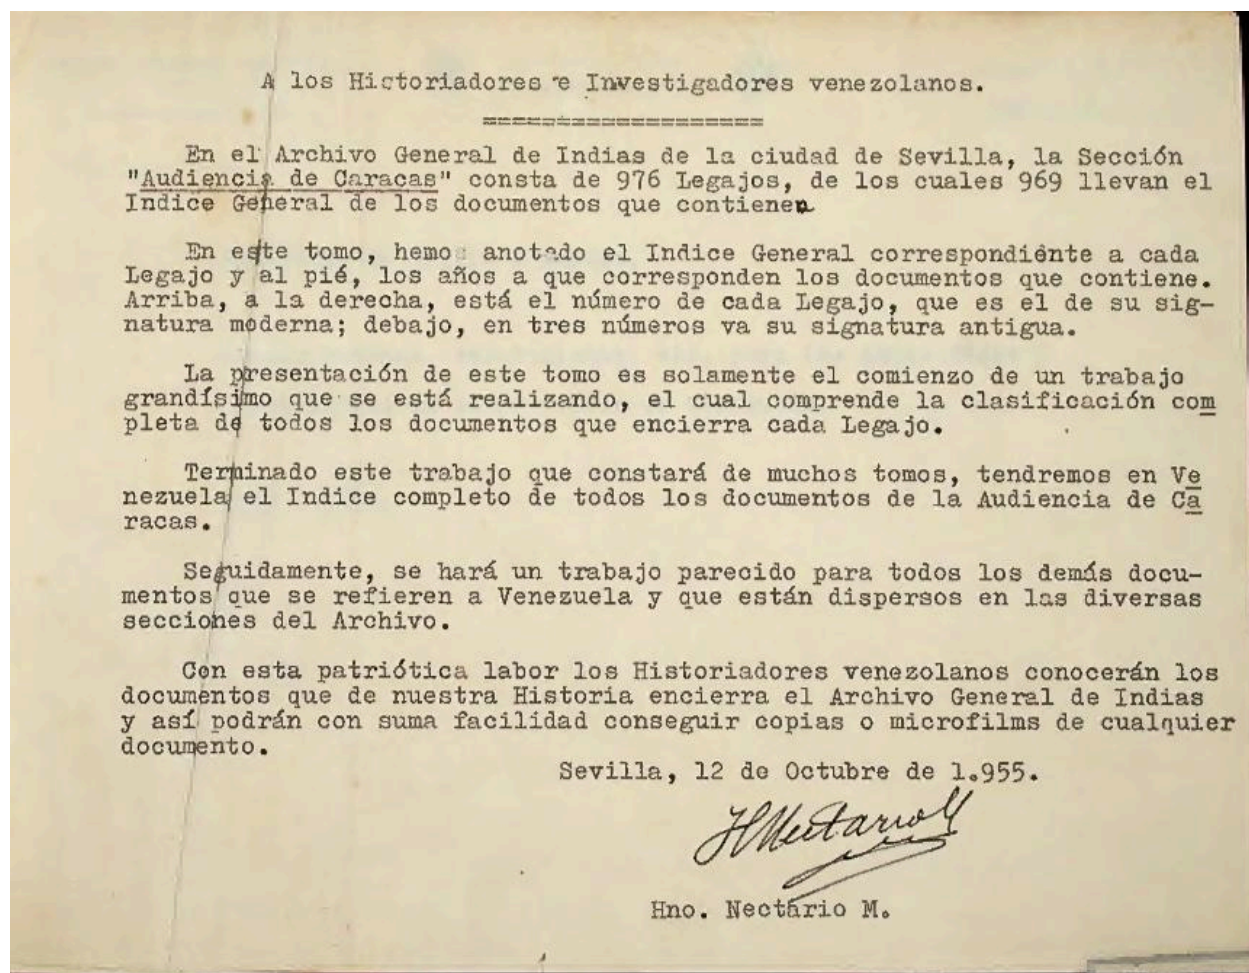 A los Historiadores e Investigadores venezolanos.
===================
En el Archivo General de Indias de la ciudad de Sevilla, la Sección
"Audiencia de Caracas" consta de 976 Legajos, de los cuales 969 llevan el
Indice General de los documentos que contienen
En este tomo, hemos anotado el Indice General correspondiénte a cada
Legajo y al pié, los años a que corresponden los documentos que contiene.
Arriba, a la derecha, está el número de cada Legajo, que es el de su sig-
natura moderna; debajo, en tres números va su signatura antigua.
La presentación de este tomo es solamente el comienzo de un trabajo
grandísimo que se está realizando, el cual comprende la clasificación com
pleta de todos los documentos que encierra cada Legajo.
Terminado este trabajo que constará de muchos tomos, tendremos en Ve
nezuela el Indice completo de todos los documentos de la Audiencia de Ca
racas.
Seguidamente, se hará un trabajo parecido para todos los demás docu-
mentos que se refieren a Venezuela y que están dispersos en las diversas
secciones del Archivo.
Con esta patriótica labor los Historiadores venezolanos conocerán los
documentos que de nuestra Historia encierra el Archivo General de Indias
y así podrán con suma facilidad conseguir copias o microfilms de cualquier
documento.
Sevilla, 12 de Octubre de 1.955.
HNectarioM
Hno. Nectário M.